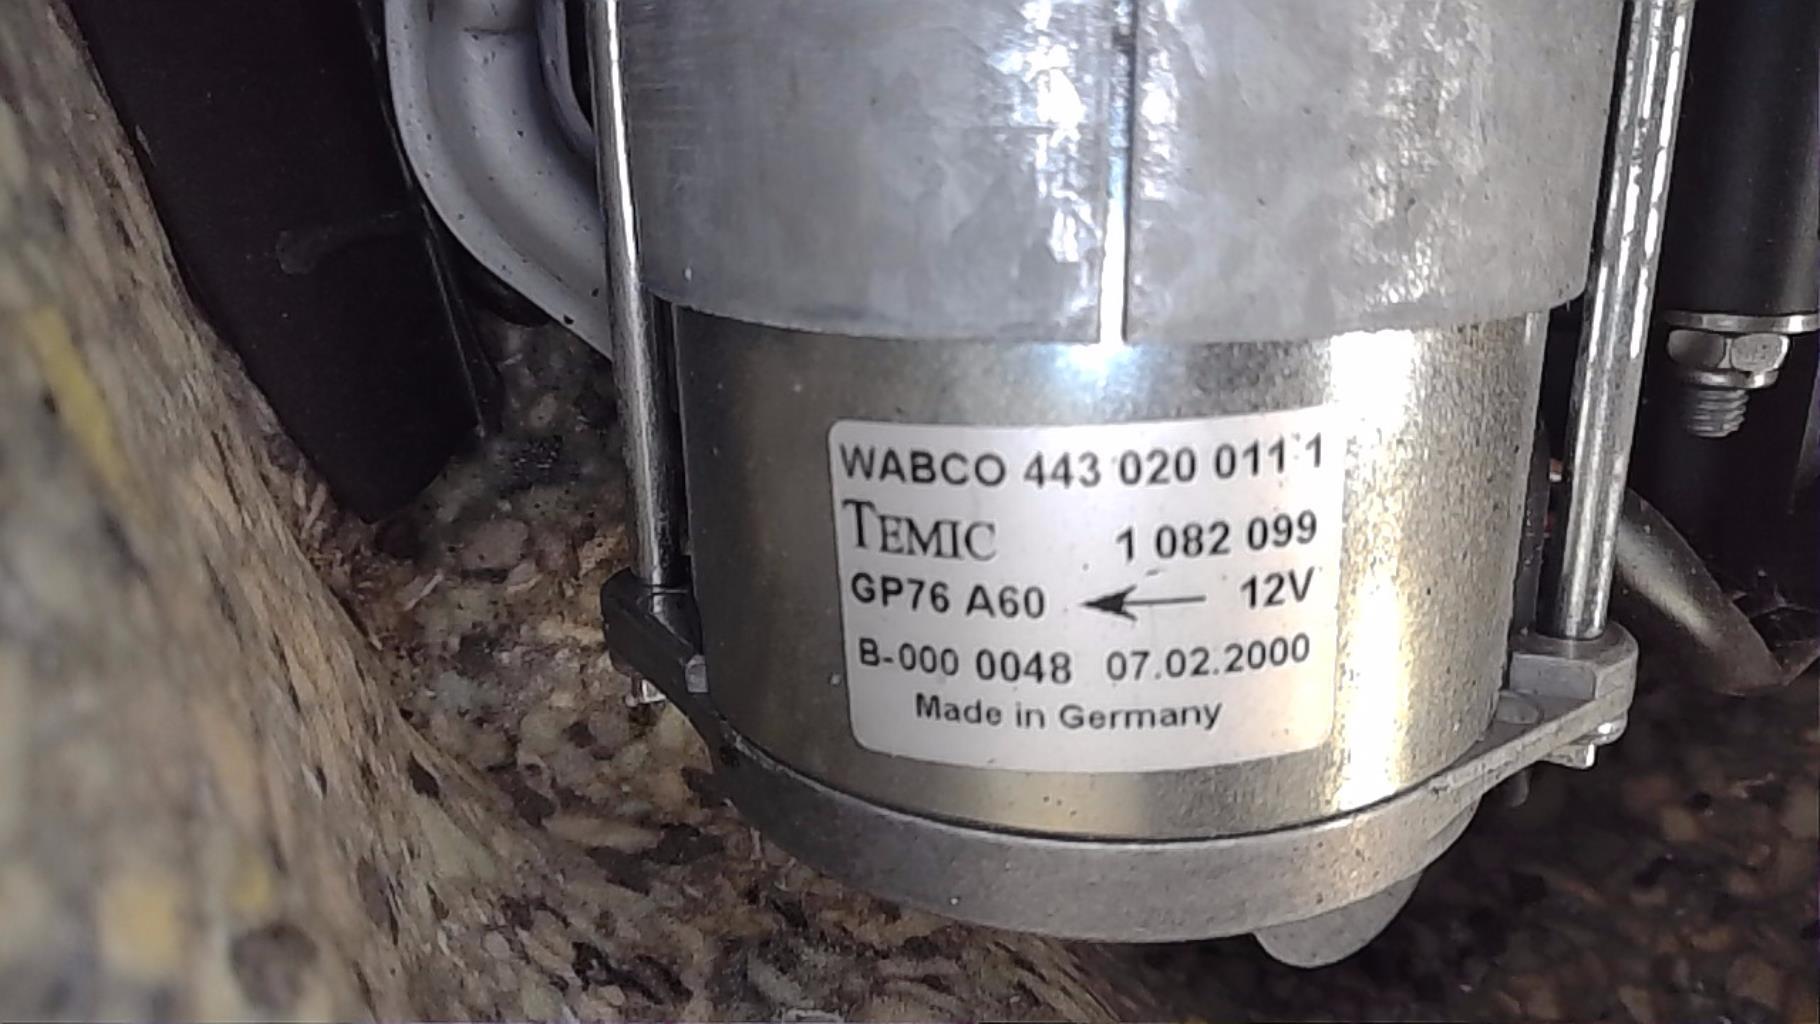 WABCO 443 020 011 1
TEMIC 1 082 099
GP76 A60 ← 12V
B-000 0048 07.02.2000
Made in Germany